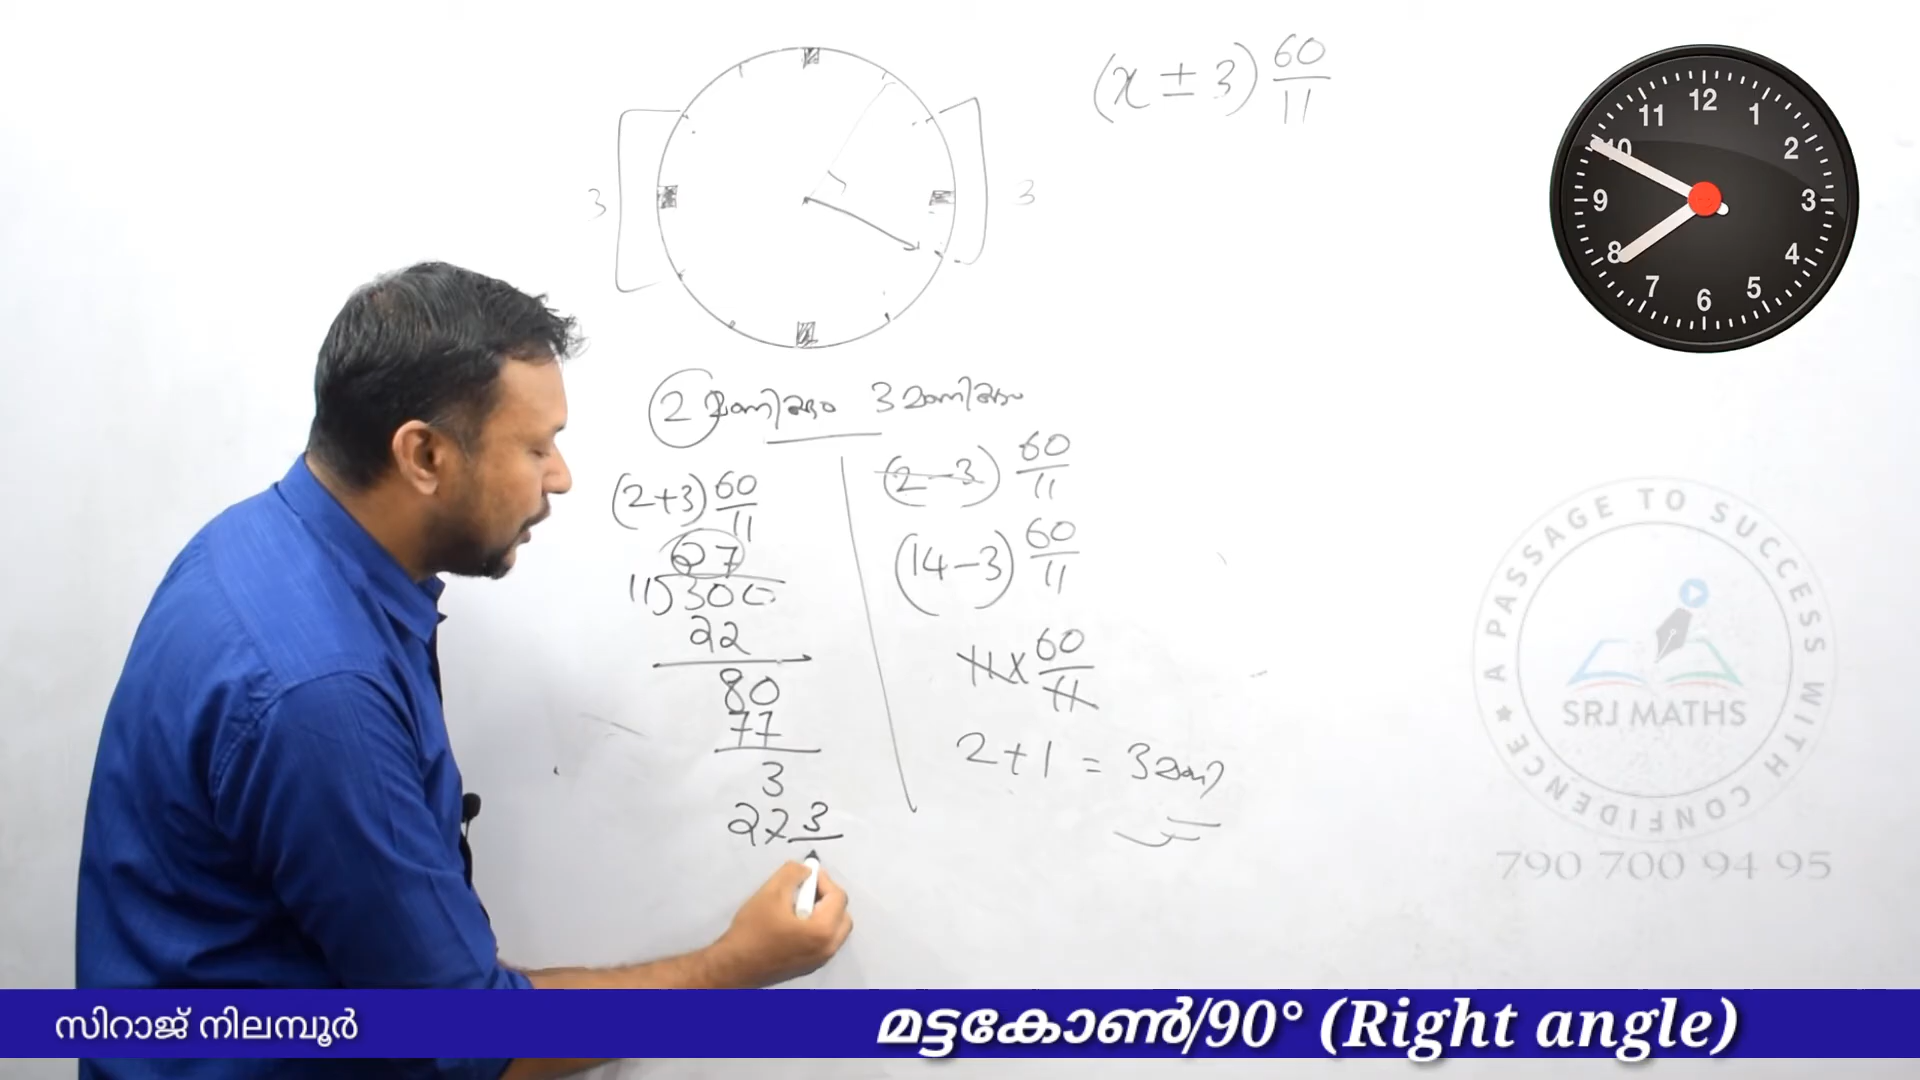 (x ± 3) 60/11
3
3
12
11
1
10
2
9
3
8
4
7
5
6
2 മണിക്കും 3 മണിക്കും
(2+3) 60/11
27
11)300
22
80
77
3
27 3
(2-3) 60/11
(14-3) 60/11
11 x 60/11
2+1 = 3 മണി
A PASSAGE TO SUCCESS WITH CONFIDENCE
SRJ MATHS
790 700 94 95
സിറാജ് നിലമ്പൂർ
മട്ടകോൺ/90° (Right angle)